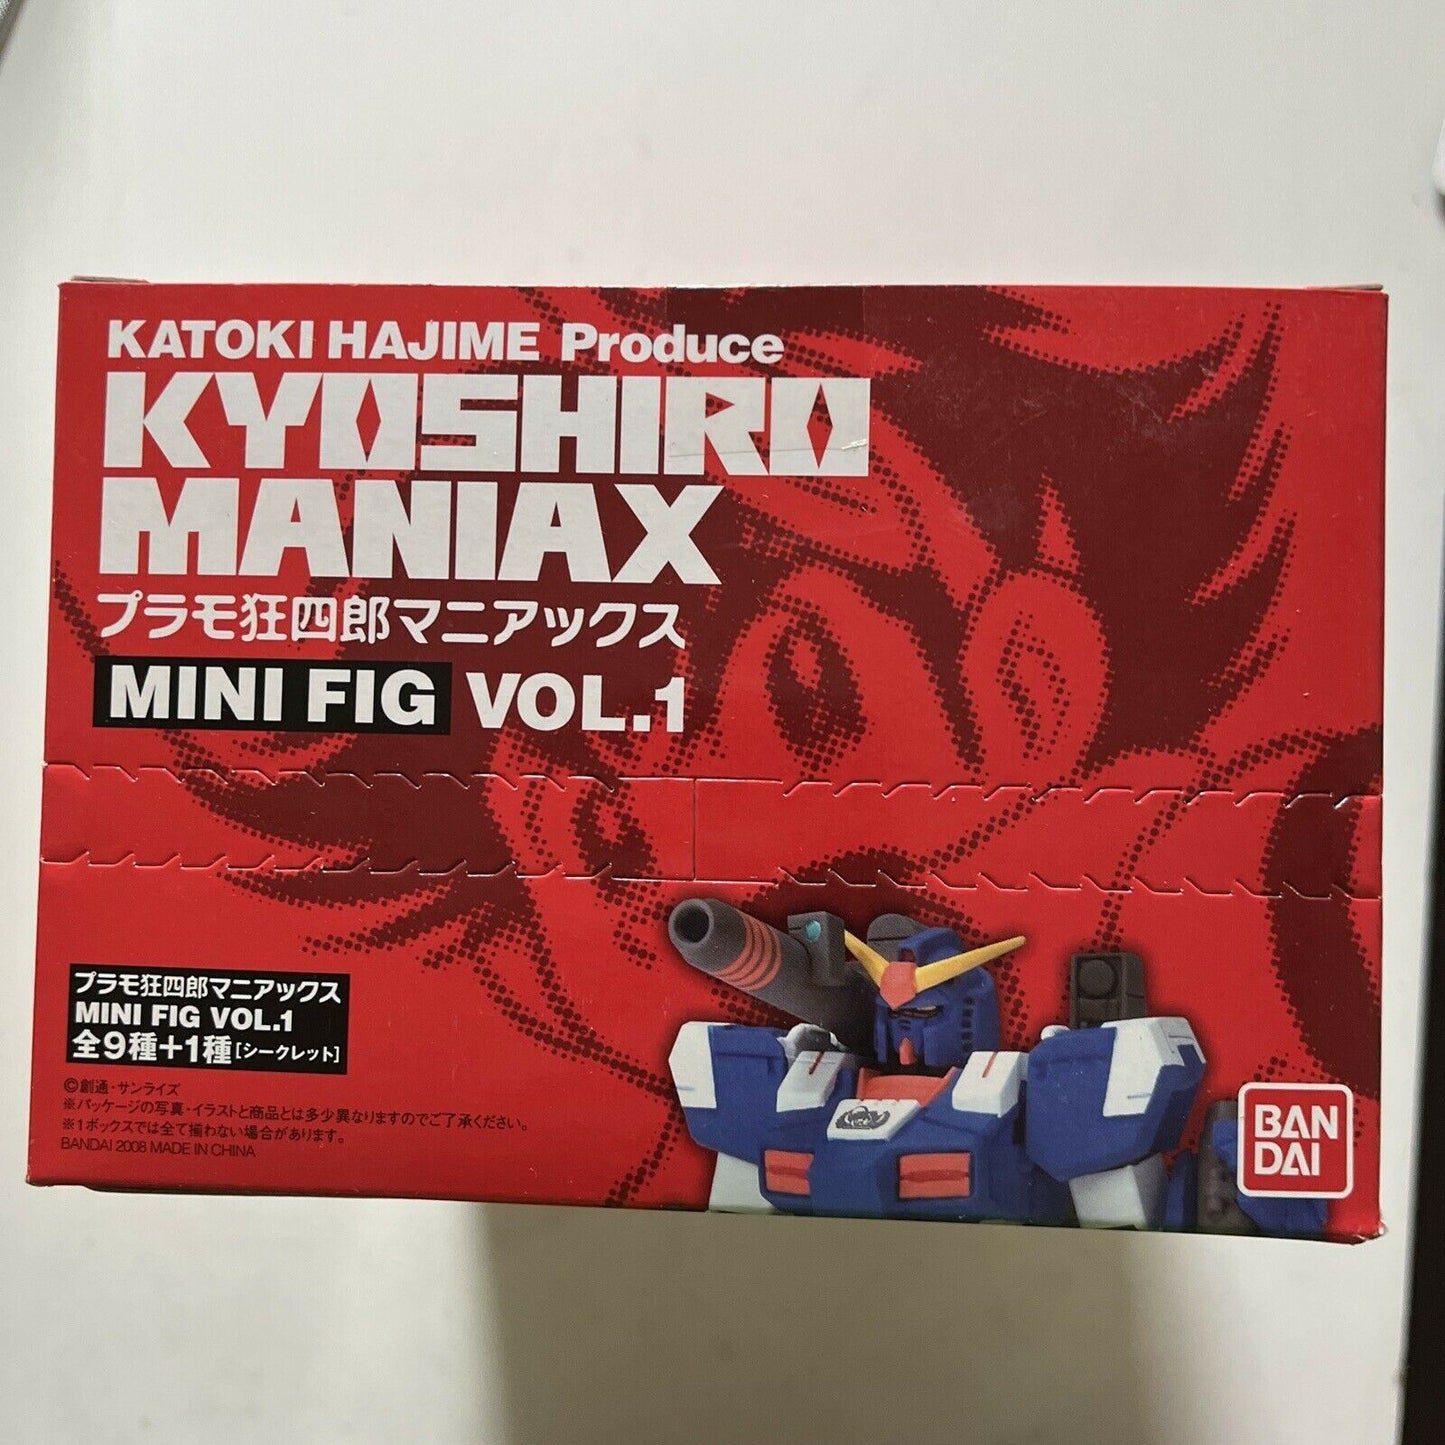 KATOKI HAJIME Produce
KYOSHIRO
MANIAX
プラモ狂四郎マニアックス
MINI FIG VOL.1
プラモ狂四郎マニアックス
MINI FIG VOL.1
全9種+1種[シークレット]
©創通・サンライズ
※パッケージの写真・イラストと商品とは多少異なりますのでご了承ください。
※1ボックスでは全て揃わない場合があります。
BANDAI 2008 MADE IN CHINA
BAN
DAI